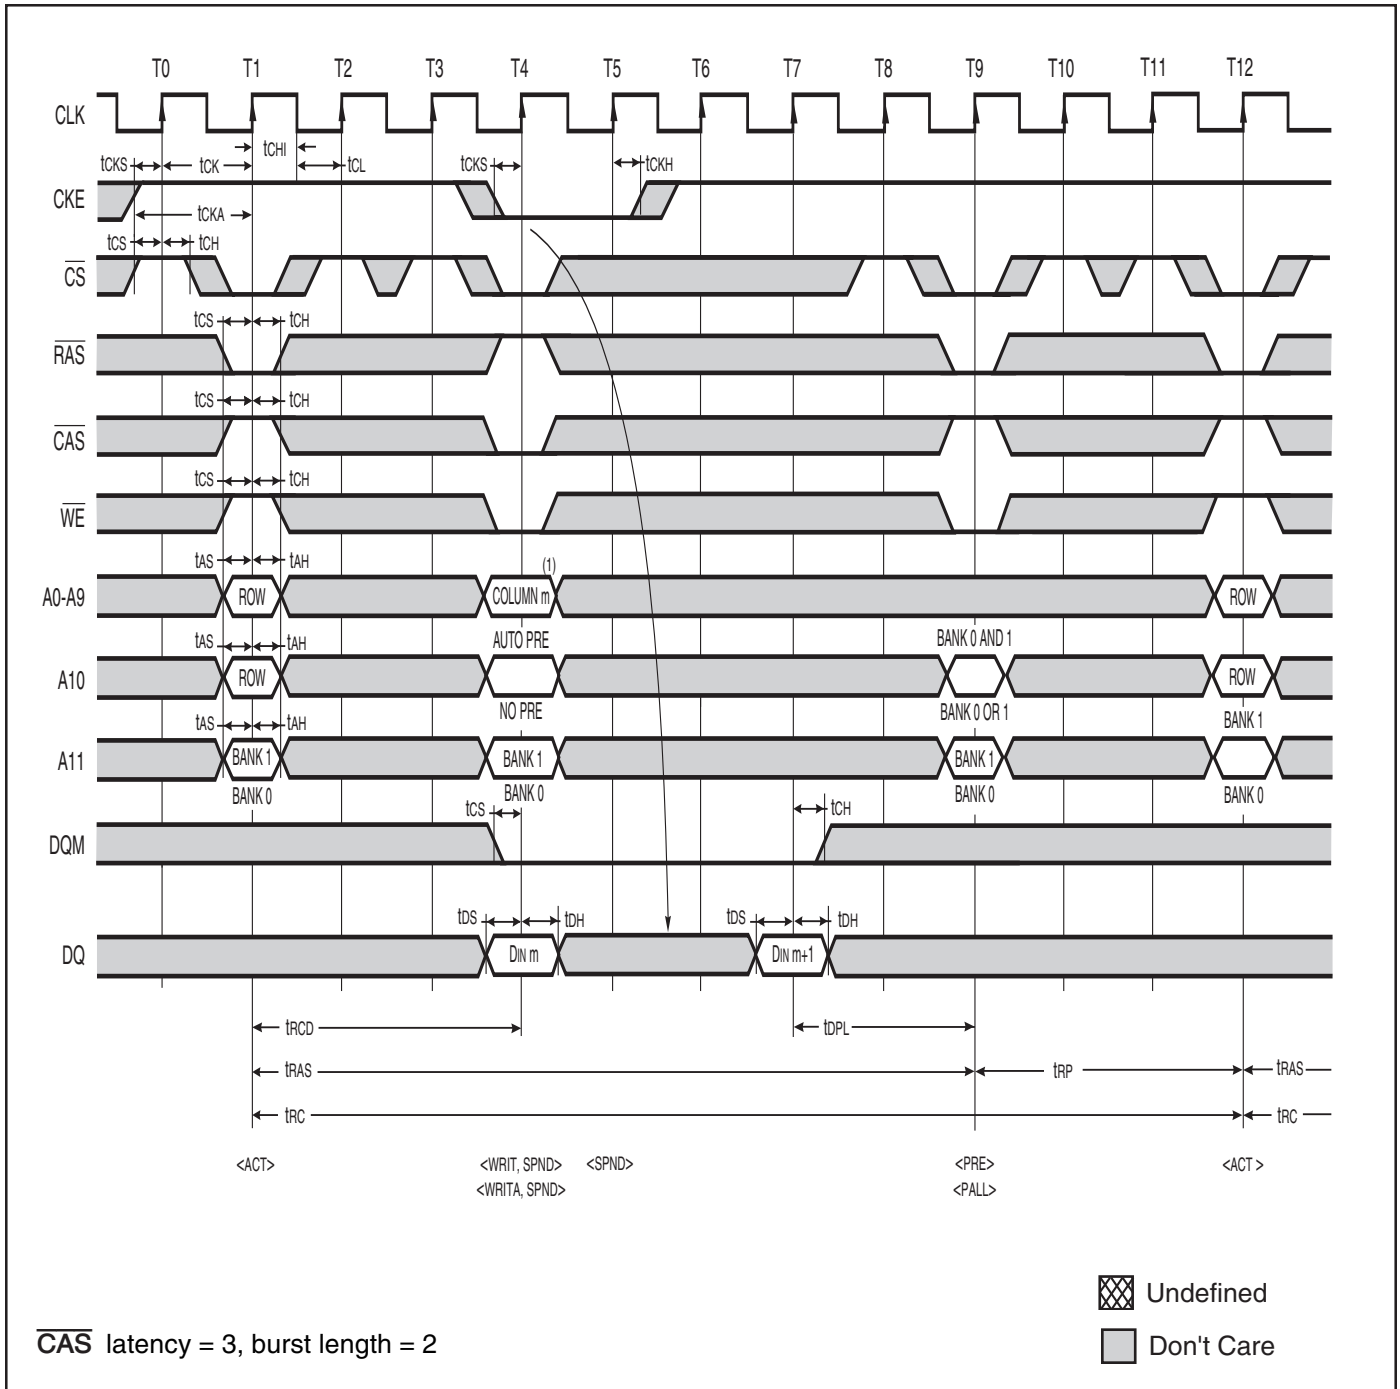 T0 T1 T2 T3 T4 T5 T6 T7 T8 T9 T10 T11 T12
CLK
tCHI
tCKS tCK tCL tCKS tCKH
CKE
tCKA
tCS tCH
CS
tCS tCH
RAS
tCS tCH
CAS
tCS tCH
WE
tAS tAH (1)
A0-A9 ROW COLUMN m ROW
tAS tAH AUTO PRE BANK 0 AND 1
A10 ROW ROW
NO PRE BANK 0 OR 1 BANK 1
tAS tAH
A11 BANK 1 BANK 1 BANK 1
BANK 0 BANK 0 BANK 0 BANK 0
tCS tCH
DQM
tDS tDH tDS tDH
DQ DIN m DIN m+1
tRCD tDPL
tRAS tRP tRAS
tRC tRC
<ACT> <WRIT, SPND> <SPND> <PRE> <ACT >
<WRITA, SPND> <PALL>
Undefined
CAS latency = 3, burst length = 2 Don't Care